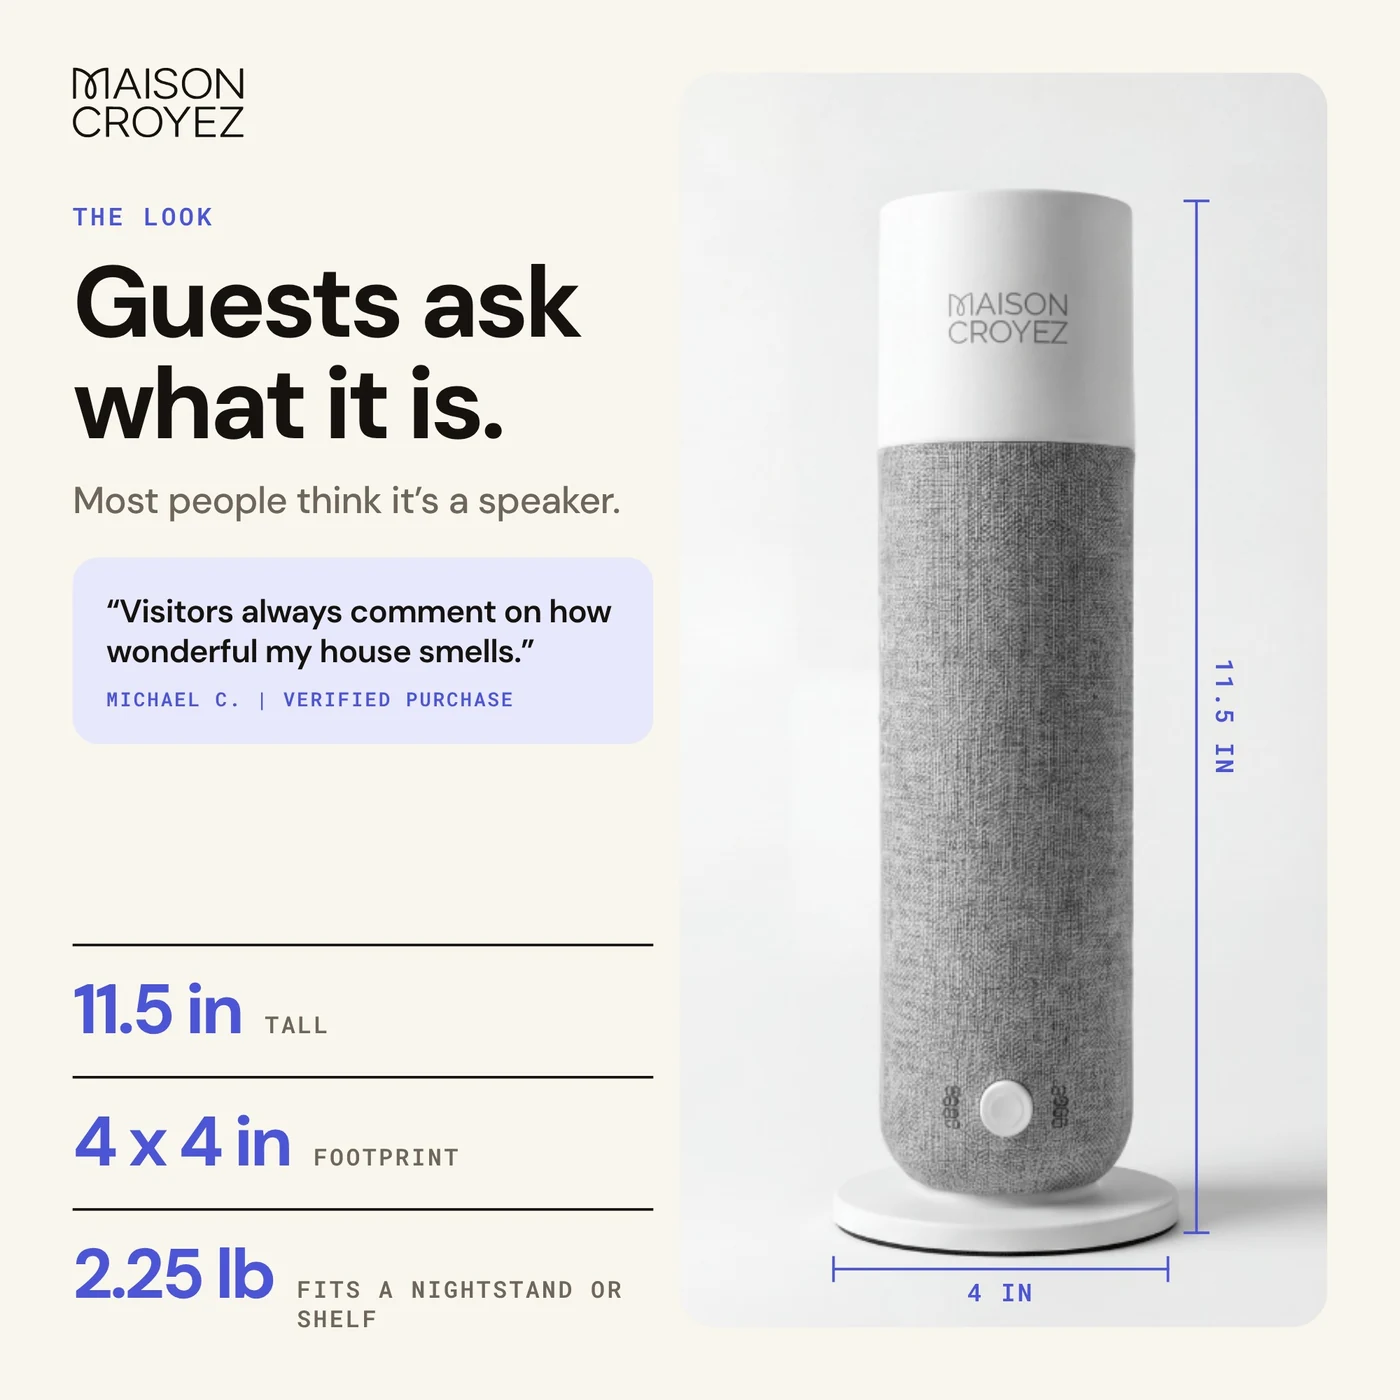 MAISON
CROYEZ
THE LOOK
Guests ask
what it is.
Most people think it’s a speaker.
“Visitors always comment on how
wonderful my house smells.”
MICHAEL C. | VERIFIED PURCHASE
11.5 in TALL
4 x 4 in FOOTPRINT
2.25 lb FITS A NIGHTSTAND OR
SHELF
MAISON
CROYEZ
11.5 IN
4 IN